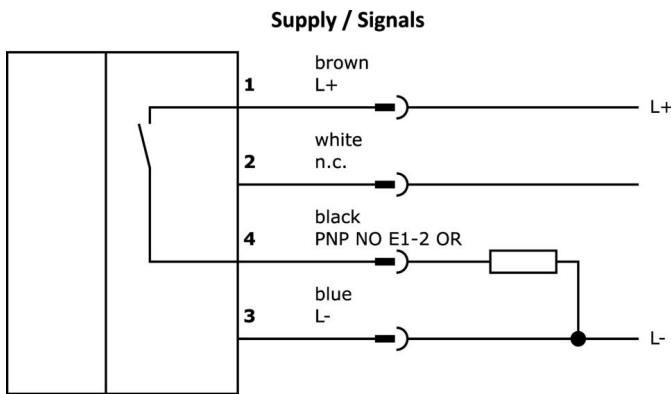 Supply / Signals
brown
1 L+ L+
white
2 n.c.
black
4 PNP NO E1-2 OR
blue
3 L- L-